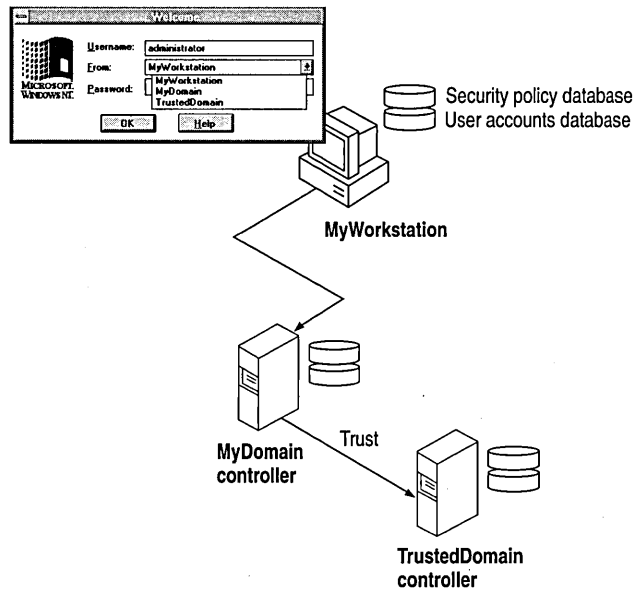 Welcome
Username: administrator
From: MyWorkstation
MyWorkstation
MyDomain
TrustedDomain
Password:
MICROSOFT
WINDOWS NT
OK
Help
Security policy database
User accounts database
MyWorkstation
MyDomain
controller
Trust
TrustedDomain
controller